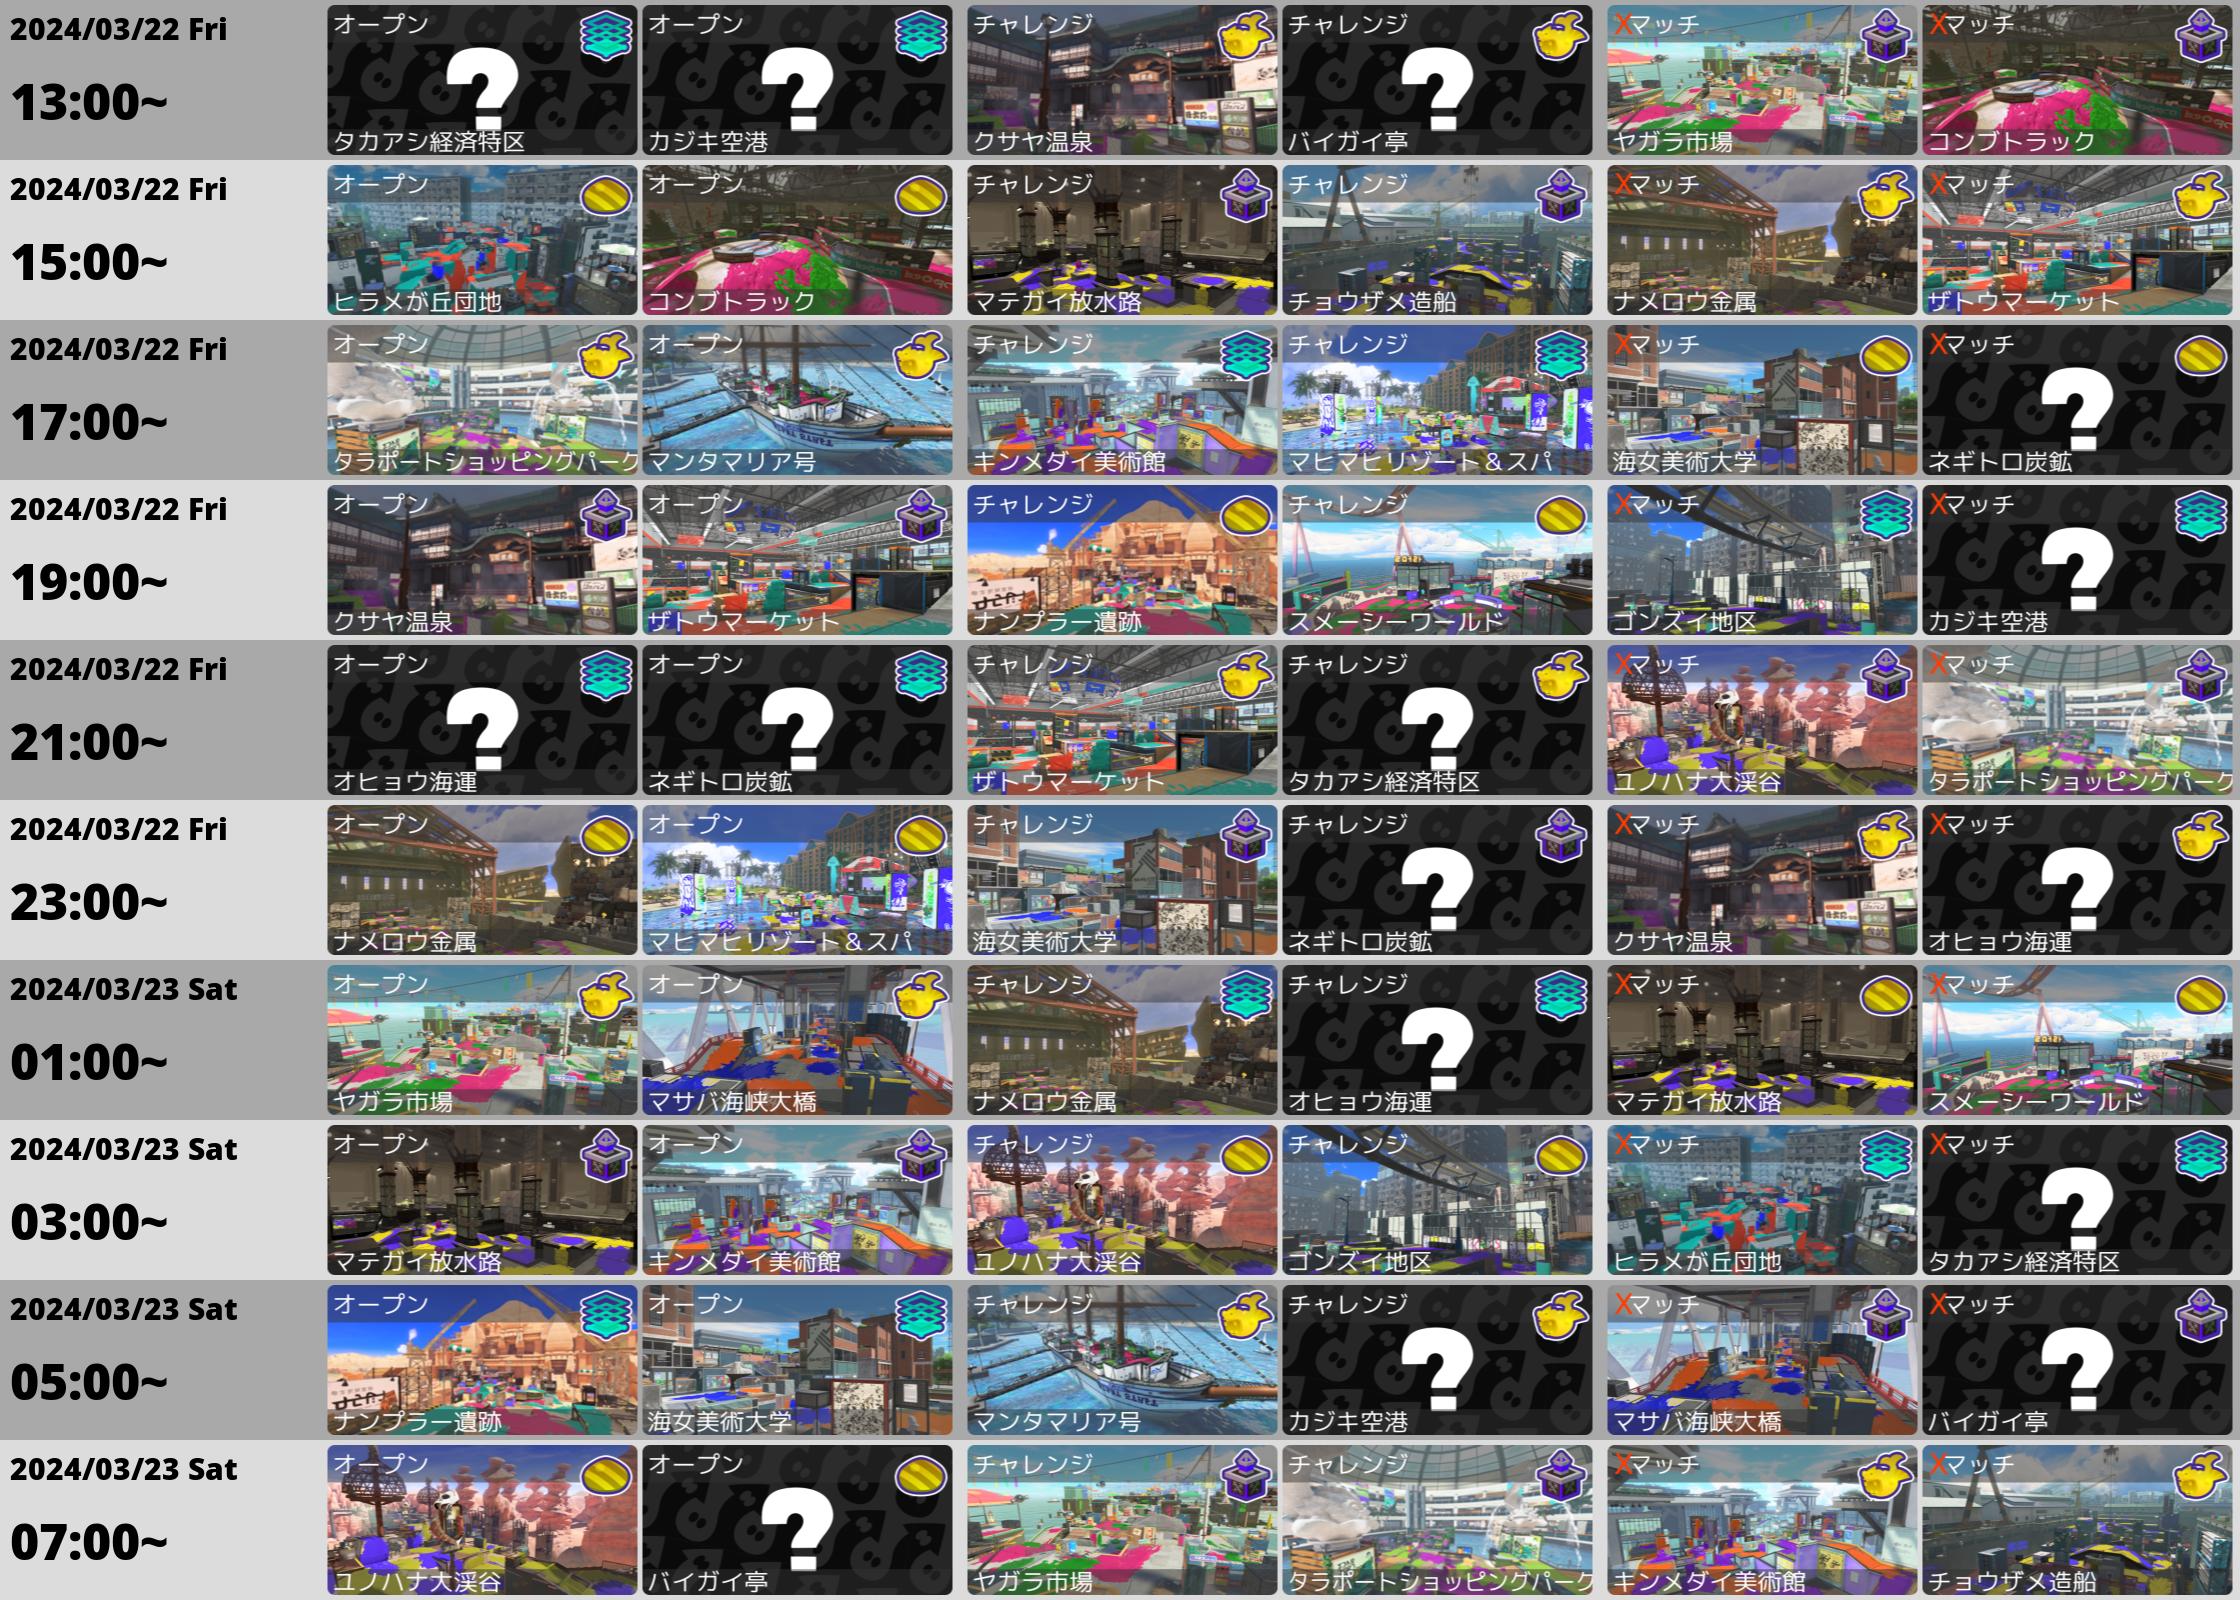 2024/03/22 Fri
13:00~
オープン
タカアシ経済特区
オープン
カジキ空港
チャレンジ
クサヤ温泉
チャレンジ
バイガイ亭
Xマッチ
ヤガラ市場
Xマッチ
コンブトラック
2024/03/22 Fri
15:00~
オープン
ヒラメが丘団地
オープン
コンブトラック
チャレンジ
マテガイ放水路
チャレンジ
チョウザメ造船
Xマッチ
ナメロウ金属
Xマッチ
ザトウマーケット
2024/03/22 Fri
17:00~
オープン
タラポートショッピングパーク
オープン
マンタマリア号
チャレンジ
キンメダイ美術館
チャレンジ
マヒマヒリゾート&スパ
Xマッチ
海女美術大学
Xマッチ
ネギトロ炭鉱
2024/03/22 Fri
19:00~
オープン
クサヤ温泉
オープン
ザトウマーケット
チャレンジ
ナンプラー遺跡
チャレンジ
スメーシーワールド
Xマッチ
ゴンズイ地区
Xマッチ
カジキ空港
2024/03/22 Fri
21:00~
オープン
オヒョウ海運
オープン
ネギトロ炭鉱
チャレンジ
ザトウマーケット
チャレンジ
タカアシ経済特区
Xマッチ
ユノハナ大渓谷
Xマッチ
タラポートショッピングパーク
2024/03/22 Fri
23:00~
オープン
ナメロウ金属
オープン
マヒマヒリゾート&スパ
チャレンジ
海女美術大学
チャレンジ
ネギトロ炭鉱
Xマッチ
クサヤ温泉
Xマッチ
オヒョウ海運
2024/03/23 Sat
01:00~
オープン
ヤガラ市場
オープン
マサバ海峡大橋
チャレンジ
ナメロウ金属
チャレンジ
オヒョウ海運
Xマッチ
マテガイ放水路
Xマッチ
スメーシーワールド
2024/03/23 Sat
03:00~
オープン
マテガイ放水路
オープン
キンメダイ美術館
チャレンジ
ユノハナ大渓谷
チャレンジ
ゴンズイ地区
Xマッチ
ヒラメが丘団地
Xマッチ
タカアシ経済特区
2024/03/23 Sat
05:00~
オープン
ナンプラー遺跡
オープン
海女美術大学
チャレンジ
マンタマリア号
チャレンジ
カジキ空港
Xマッチ
マサバ海峡大橋
Xマッチ
バイガイ亭
2024/03/23 Sat
07:00~
オープン
ユノハナ大渓谷
オープン
バイガイ亭
チャレンジ
ヤガラ市場
チャレンジ
タラポートショッピングパーク
Xマッチ
キンメダイ美術館
Xマッチ
チョウザメ造船